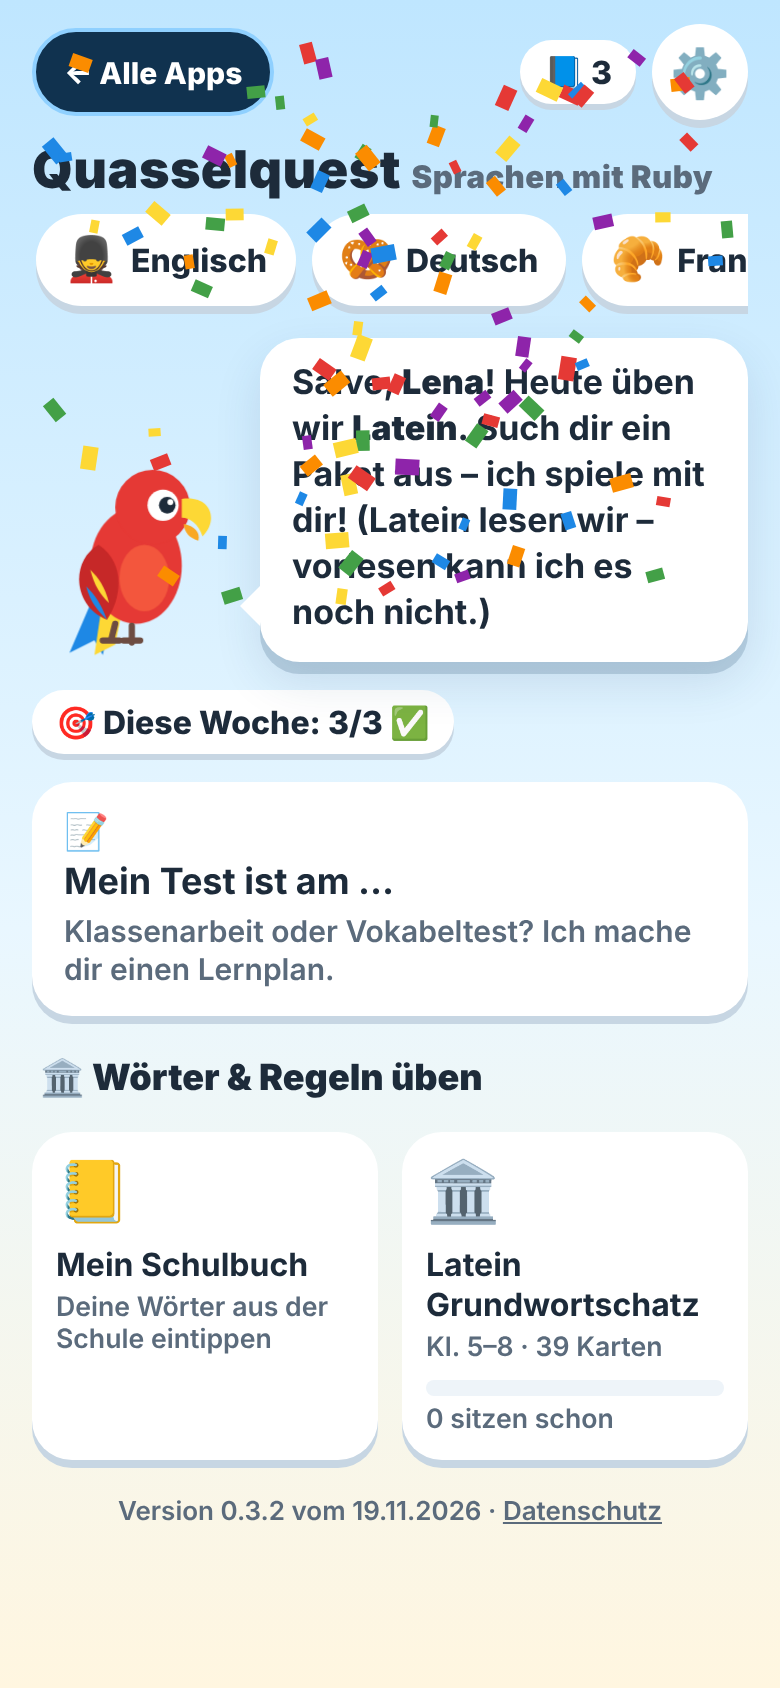 ← Alle Apps
3
Quasselquest Sprachen mit Ruby
Englisch
Deutsch
Fran
Salve, Lena! Heute üben
wir Latein. Such dir ein
Paket aus – ich spiele mit
dir! (Latein lesen wir –
vorlesen kann ich es
noch nicht.)
Diese Woche: 3/3
Mein Test ist am ...
Klassenarbeit oder Vokabeltest? Ich mache
dir einen Lernplan.
Wörter & Regeln üben
Mein Schulbuch
Deine Wörter aus der
Schule eintippen
Latein
Grundwortschatz
Kl. 5–8 · 39 Karten
0 sitzen schon
Version 0.3.2 vom 19.11.2026 · Datenschutz